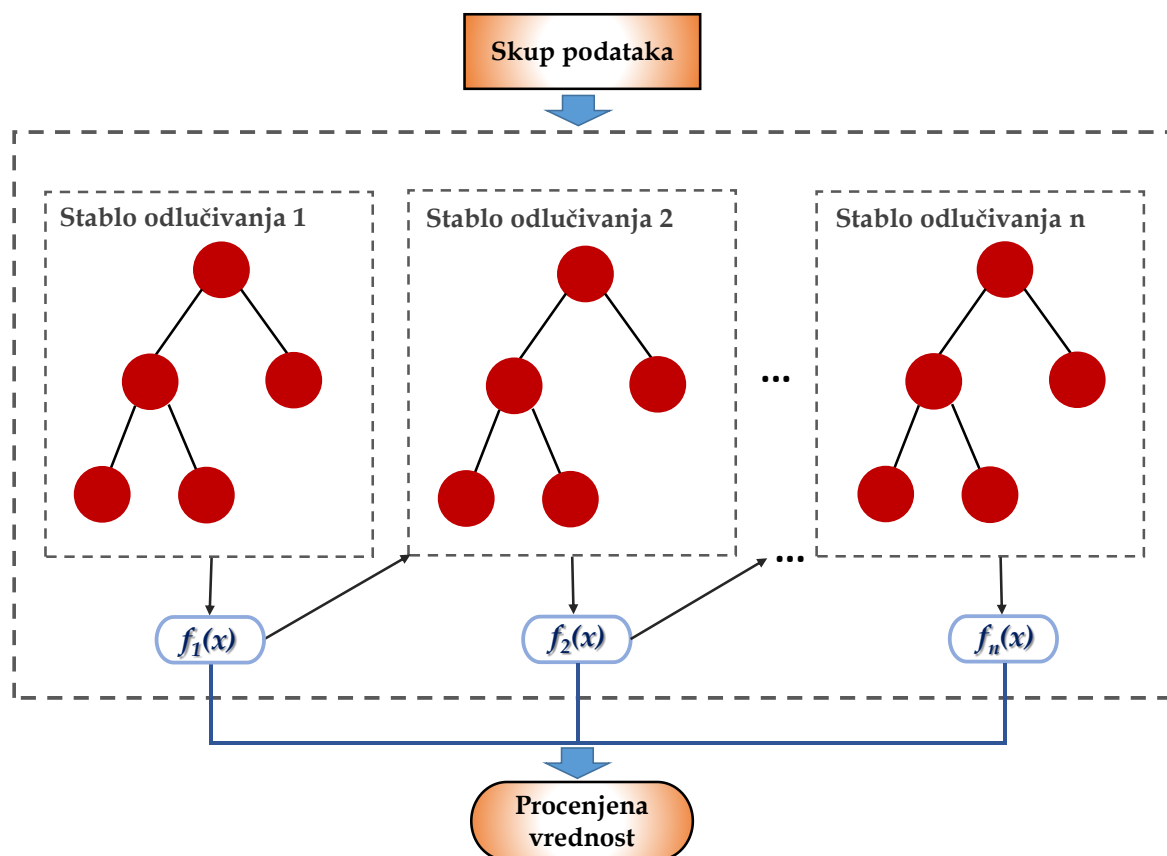 Skup podataka
Stablo odlučivanja 1
Stablo odlučivanja 2
Stablo odlučivanja n
...
...
f₁(x)
f₂(x)
fₙ(x)
Procenjena
vrednost